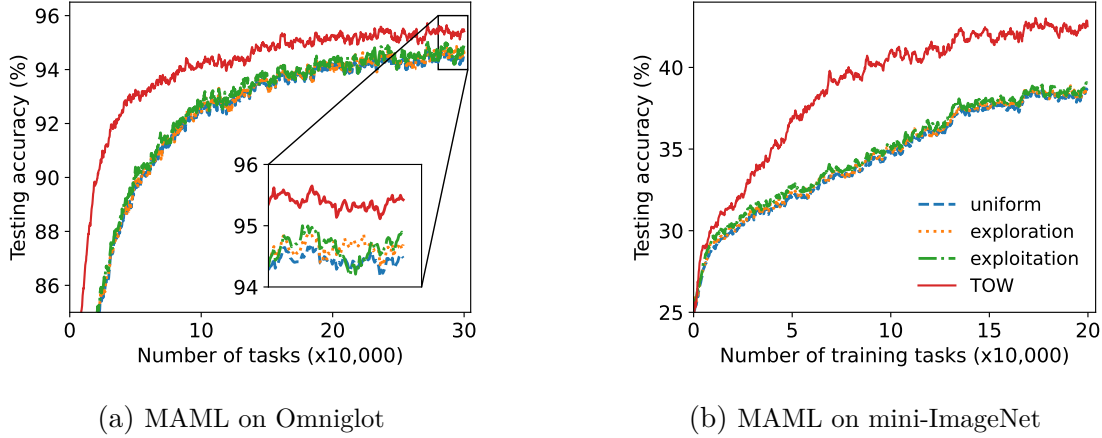 96
94
92
90
88
86
Testing accuracy (%)
96
95
94
0
10
20
30
Number of tasks (x10,000)
(a) MAML on Omniglot
40
35
30
25
Testing accuracy (%)
uniform
exploration
exploitation
TOW
0
5
10
15
20
Number of training tasks (x10,000)
(b) MAML on mini-ImageNet